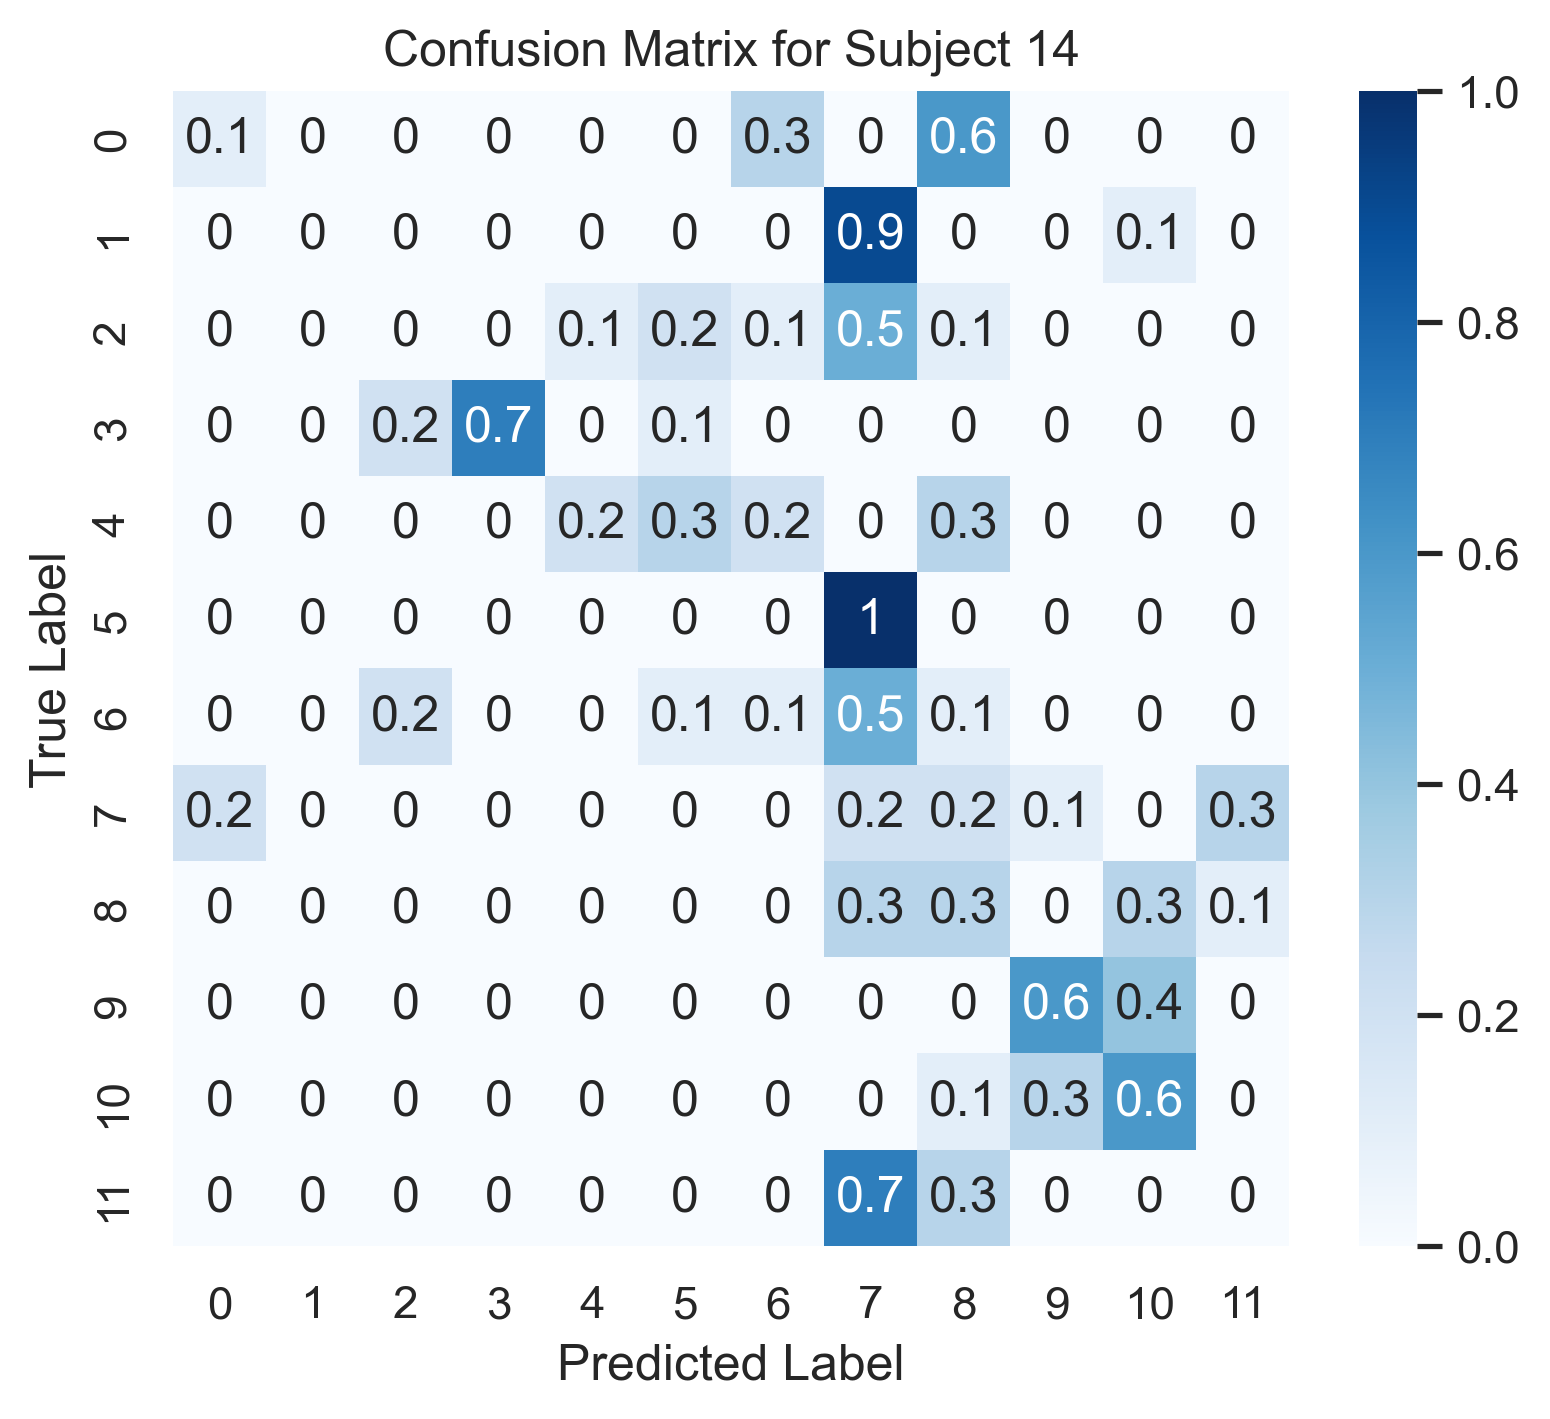 Confusion Matrix for Subject 14
0 0.1 0 0 0 0 0 0.3 0 0.6 0 0 0
1 0 0 0 0 0 0 0 0.9 0 0 0.1 0
2 0 0 0 0 0.1 0.2 0.1 0.5 0.1 0 0 0
3 0 0 0.2 0.7 0 0.1 0 0 0 0 0 0
4 0 0 0 0 0.2 0.3 0.2 0 0.3 0 0 0
5 0 0 0 0 0 0 0 1 0 0 0 0
6 0 0 0.2 0 0 0.1 0.1 0.5 0.1 0 0 0
7 0.2 0 0 0 0 0 0 0.2 0.2 0.1 0 0.3
8 0 0 0 0 0 0 0 0.3 0.3 0 0.3 0.1
9 0 0 0 0 0 0 0 0 0 0.6 0.4 0
10 0 0 0 0 0 0 0 0 0.1 0.3 0.6 0
11 0 0 0 0 0 0 0 0.7 0.3 0 0 0
0 1 2 3 4 5 6 7 8 9 10 11
Predicted Label
True Label
1.0
0.8
0.6
0.4
0.2
0.0